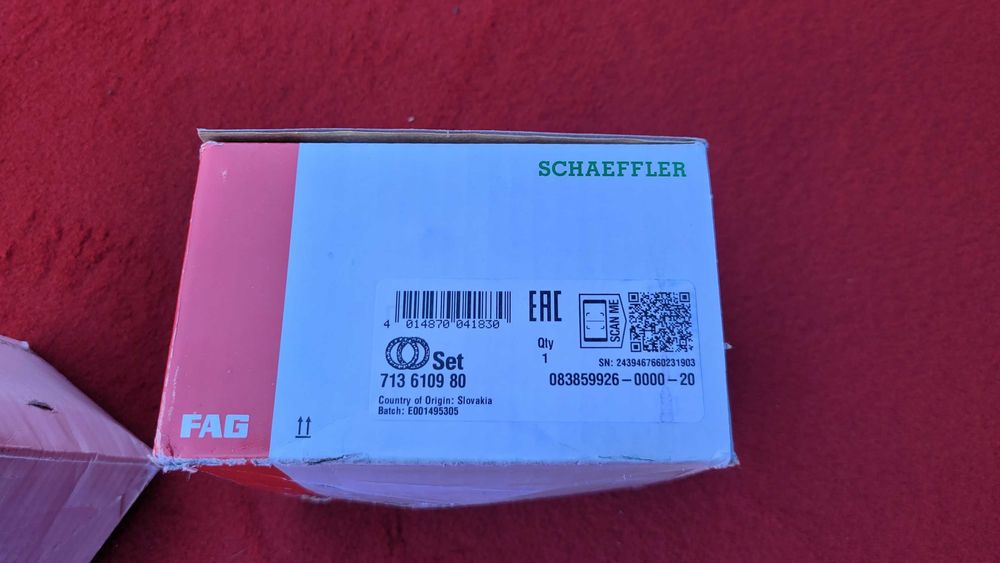 SCHAEFFLER
4 014870 041830
EAC
SCAN ME
Qty
1
Set
SN: 2439467660231903
713 6109 80
083859926-0000-20
Country of Origin: Slovakia
Batch: E001495305
FAG